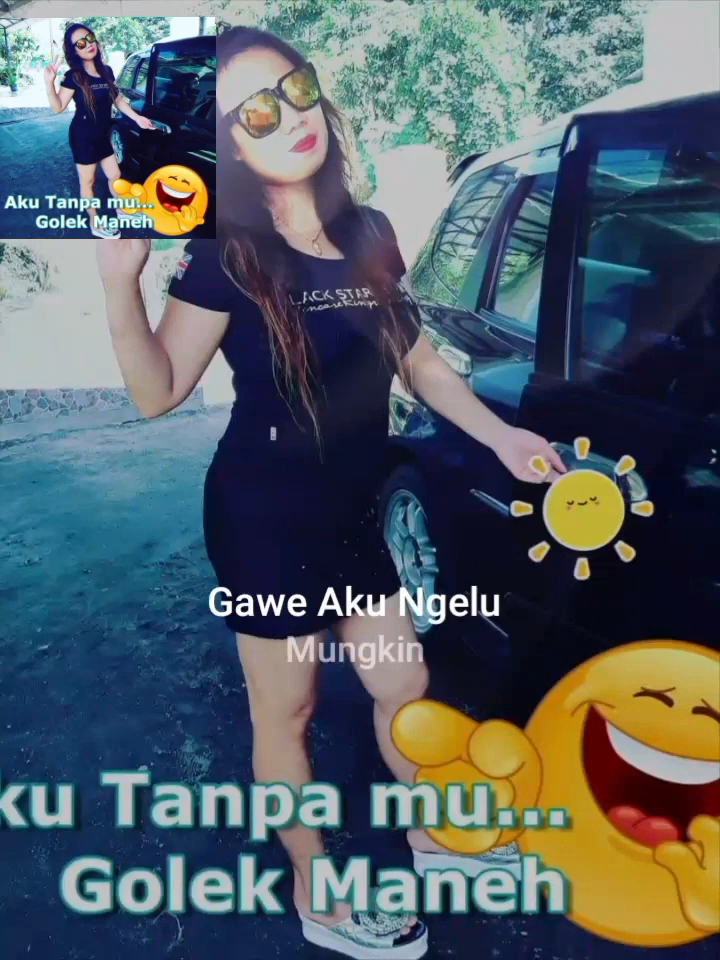 Aku Tanpa mu...
Golek Maneh
LACK STAR
Gawe Aku Ngelu
Mungkin
ku Tanpa mu...
Golek Maneh